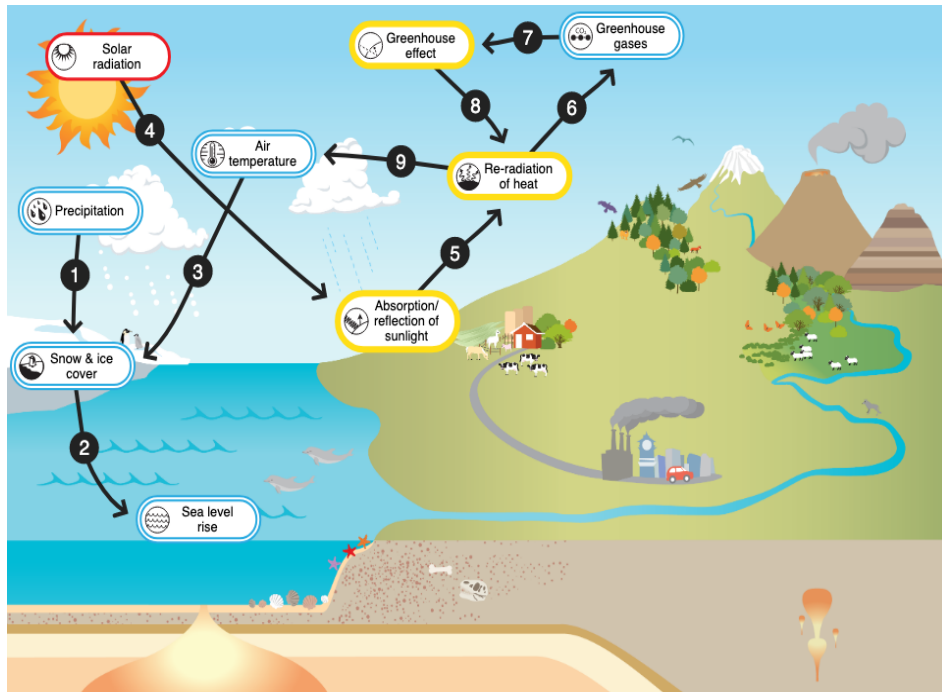 Solar
radiation
Greenhouse
effect
7
CO₂
Greenhouse
gases
8
6
4
Air
temperature
9
Re-radiation
of heat
Precipitation
1
3
5
Absorption/
reflection of
sunlight
Snow & ice
cover
2
Sea level
rise